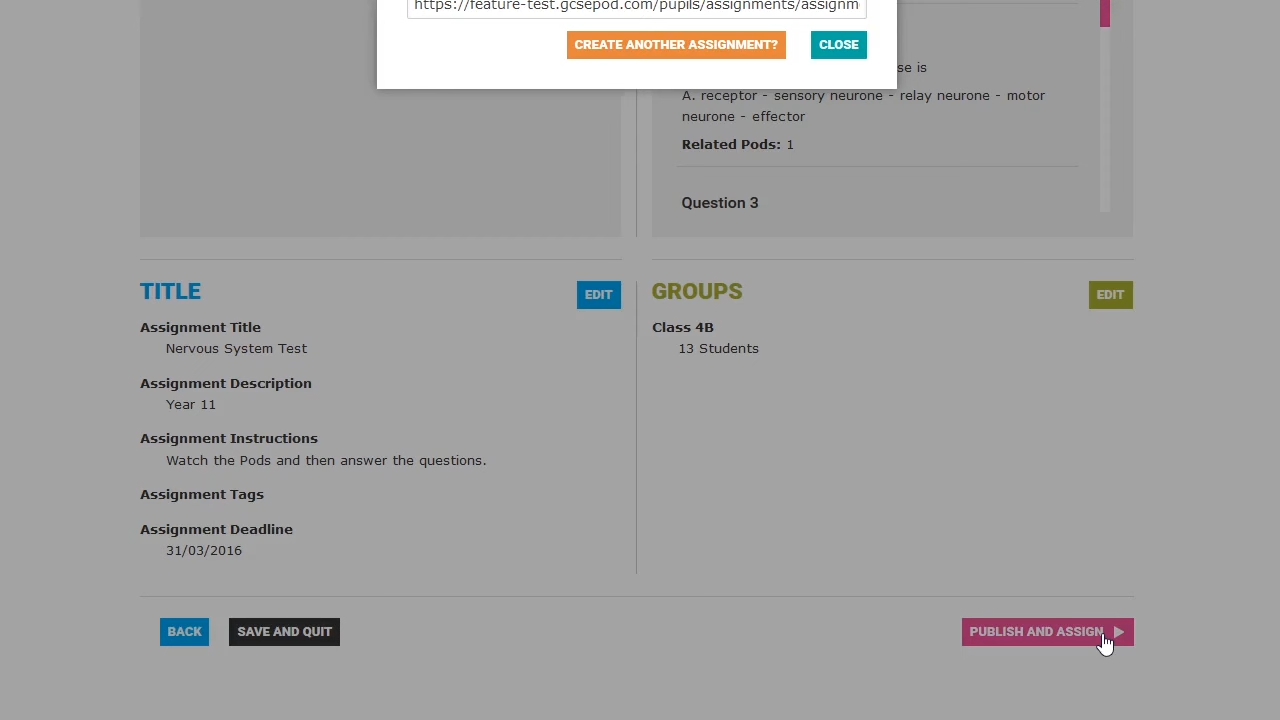 https://feature-test.gcsepod.com/pupils/assignments/assignm
CREATE ANOTHER ASSIGNMENT?
CLOSE
se is
A. receptor - sensory neurone - relay neurone - motor
neurone - effector
Related Pods: 1
Question 3
TITLE
EDIT
Assignment Title
Nervous System Test
Assignment Description
Year 11
Assignment Instructions
Watch the Pods and then answer the questions.
Assignment Tags
Assignment Deadline
31/03/2016
GROUPS
EDIT
Class 4B
13 Students
BACK
SAVE AND QUIT
PUBLISH AND ASSIGN